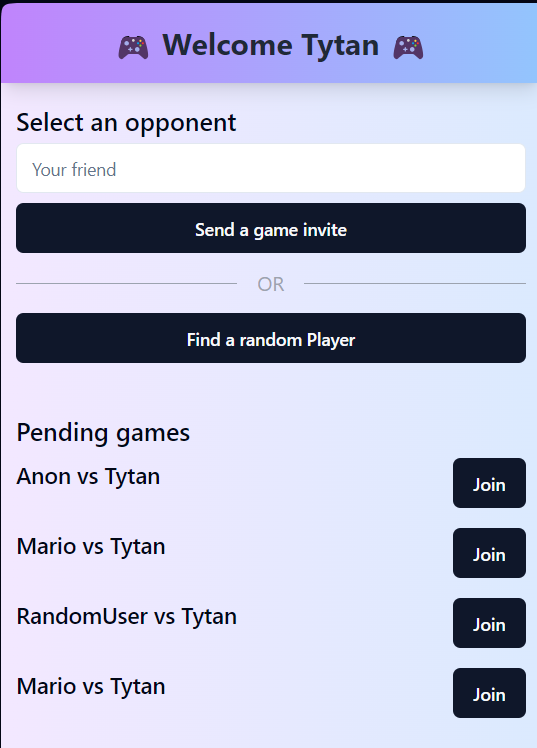 🎮 Welcome Tytan 🎮
Select an opponent
Your friend
Send a game invite
OR
Find a random Player
Pending games
Anon vs Tytan
Join
Mario vs Tytan
Join
RandomUser vs Tytan
Join
Mario vs Tytan
Join